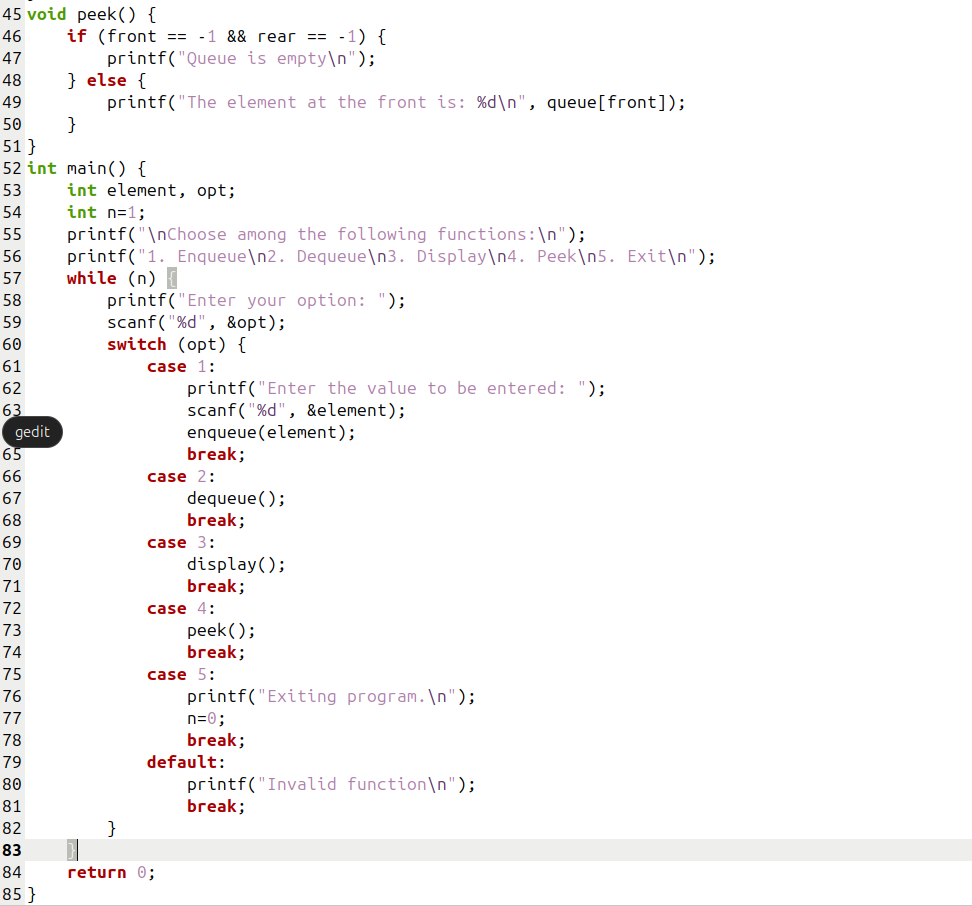 45 void peek() {
46     if (front == -1 && rear == -1) {
47         printf("Queue is empty\n");
48     } else {
49         printf("The element at the front is: %d\n", queue[front]);
50     }
51 }
52 int main() {
53     int element, opt;
54     int n=1;
55     printf("\nChoose among the following functions:\n");
56     printf("1. Enqueue\n2. Dequeue\n3. Display\n4. Peek\n5. Exit\n");
57     while (n) {
58         printf("Enter your option: ");
59         scanf("%d", &opt);
60         switch (opt) {
61             case 1:
62                 printf("Enter the value to be entered: ");
63                 scanf("%d", &element);
gedit                 enqueue(element);
65                 break;
66             case 2:
67                 dequeue();
68                 break;
69             case 3:
70                 display();
71                 break;
72             case 4:
73                 peek();
74                 break;
75             case 5:
76                 printf("Exiting program.\n");
77                 n=0;
78                 break;
79             default:
80                 printf("Invalid function\n");
81                 break;
82         }
83     }
84     return 0;
85 }